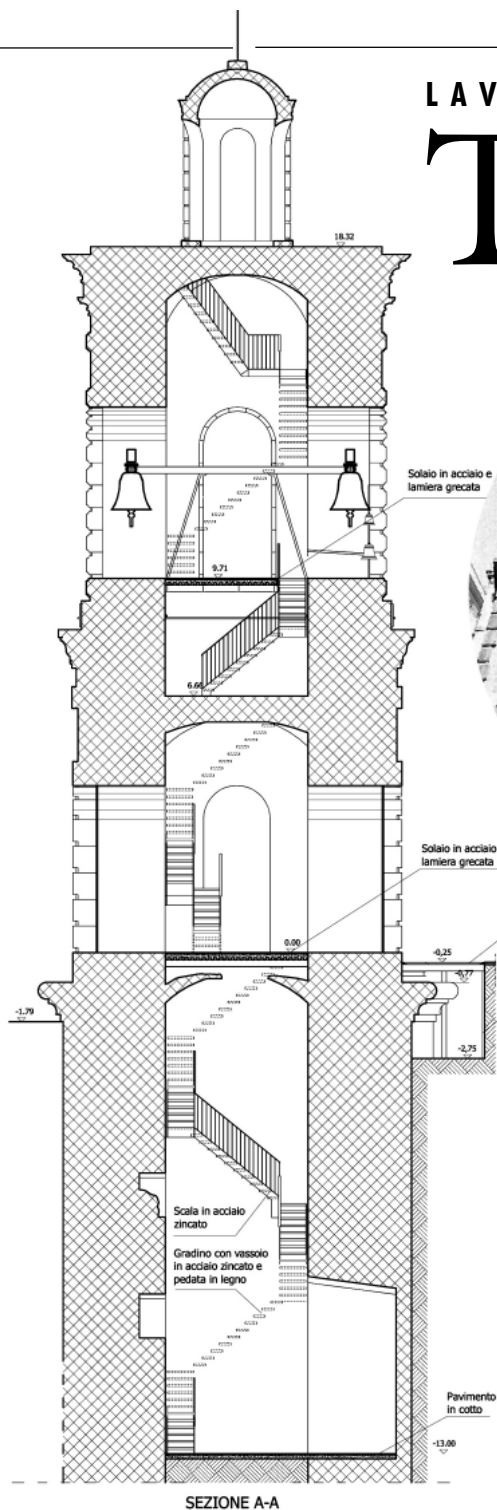 LAV
T
18.32
Solaio in acciaio e
lamiera grecata
9.71
6.66
Solaio in acciaio
lamiera grecata
0.00
-0,25
-0,77
-1.79
-2,75
Scala in acciaio
zincato
Gradino con vassoio
in acciaio zincato e
pedata in legno
Pavimento
in cotto
-13.00
SEZIONE A-A